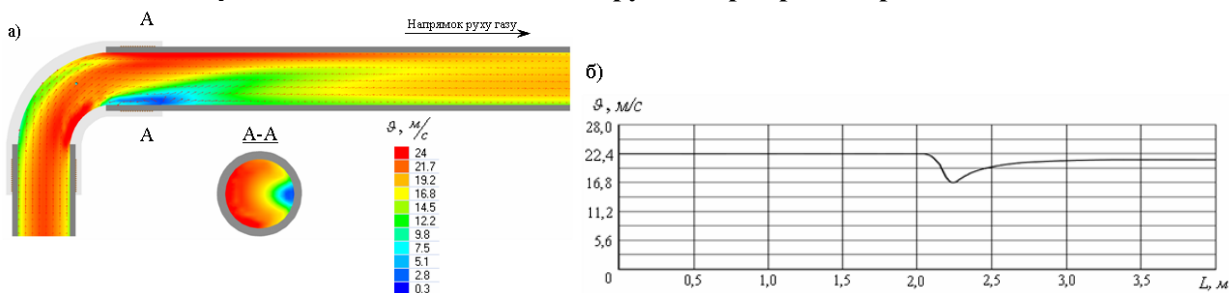 а)
А
Напрямок руху газу
А
А-А
ϑ, м/с
24
21.7
19.2
16.8
14.5
12.2
9.8
7.5
5.1
2.8
0.3
б)
ϑ, м/с
28,0
22,4
16,8
11,2
5,6
0
0,5
1,0
1,5
2,0
2,5
3,0
3,5
L, м